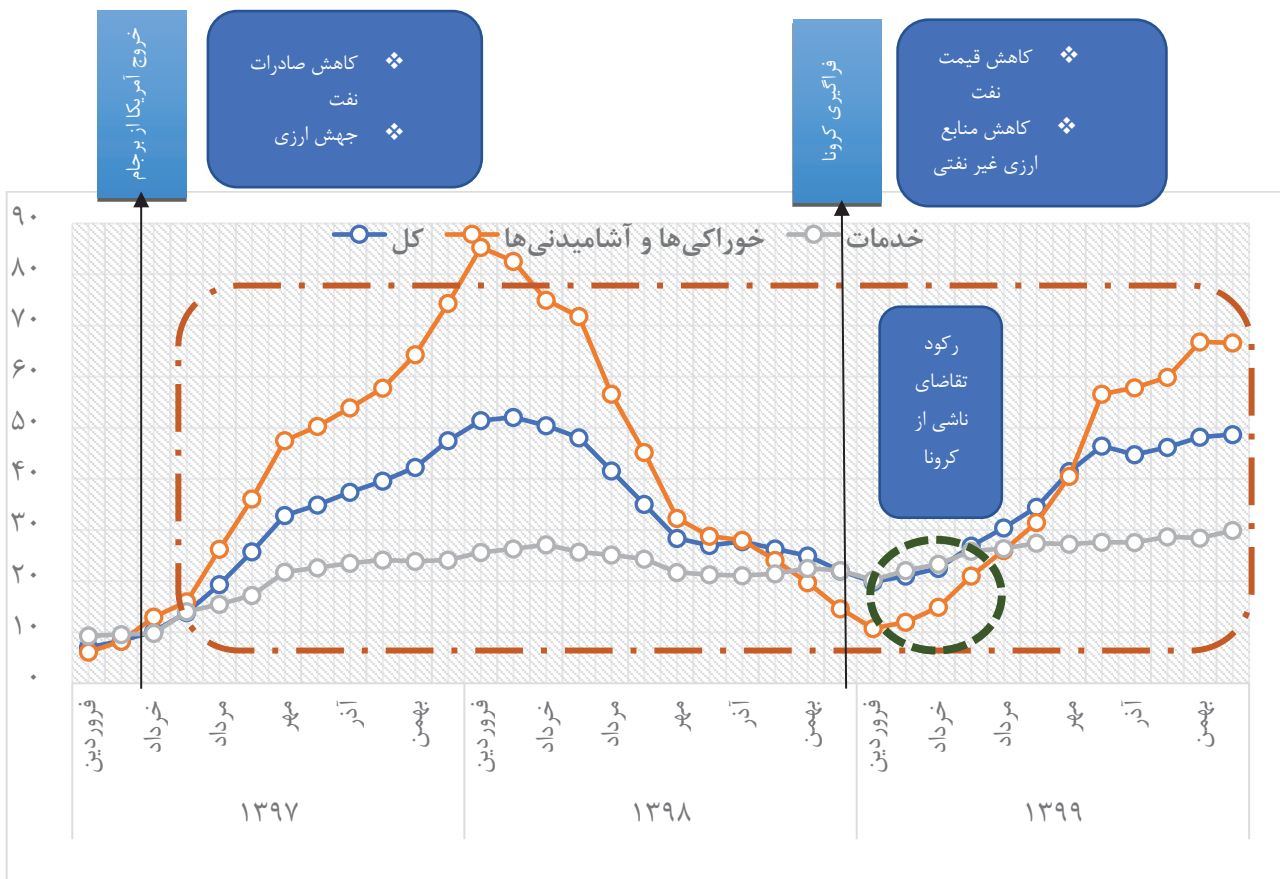 خروج آمریکا از برجام
❖ کاهش صادرات
نفت
❖ جهش ارزی
فراگیری کرونا
❖ کاهش قیمت
نفت
❖ کاهش منابع
ارزی غیر نفتی
کل
خوراکی‌ها و آشامیدنی‌ها
خدمات
۹۰
۸۰
۷۰
۶۰
۵۰
۴۰
۳۰
۲۰
۱۰
۰
رکود
تقاضای
ناشی از
کرونا
فروردین
خرداد
مرداد
مهر
آذر
بهمن
فروردین
خرداد
مرداد
مهر
آذر
بهمن
فروردین
خرداد
مرداد
مهر
آذر
بهمن
۱۳۹۷
۱۳۹۸
۱۳۹۹